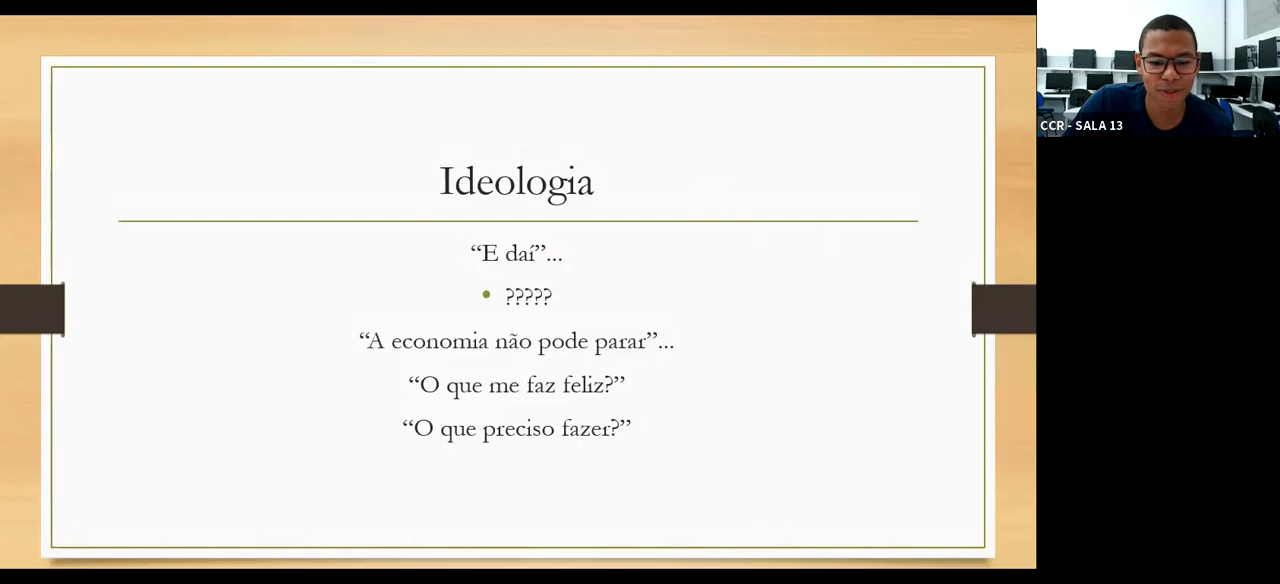 Ideologia
“E daí”...
• ?????
“A economia não pode parar”...
“O que me faz feliz?”
“O que preciso fazer?”
CCR - SALA 13